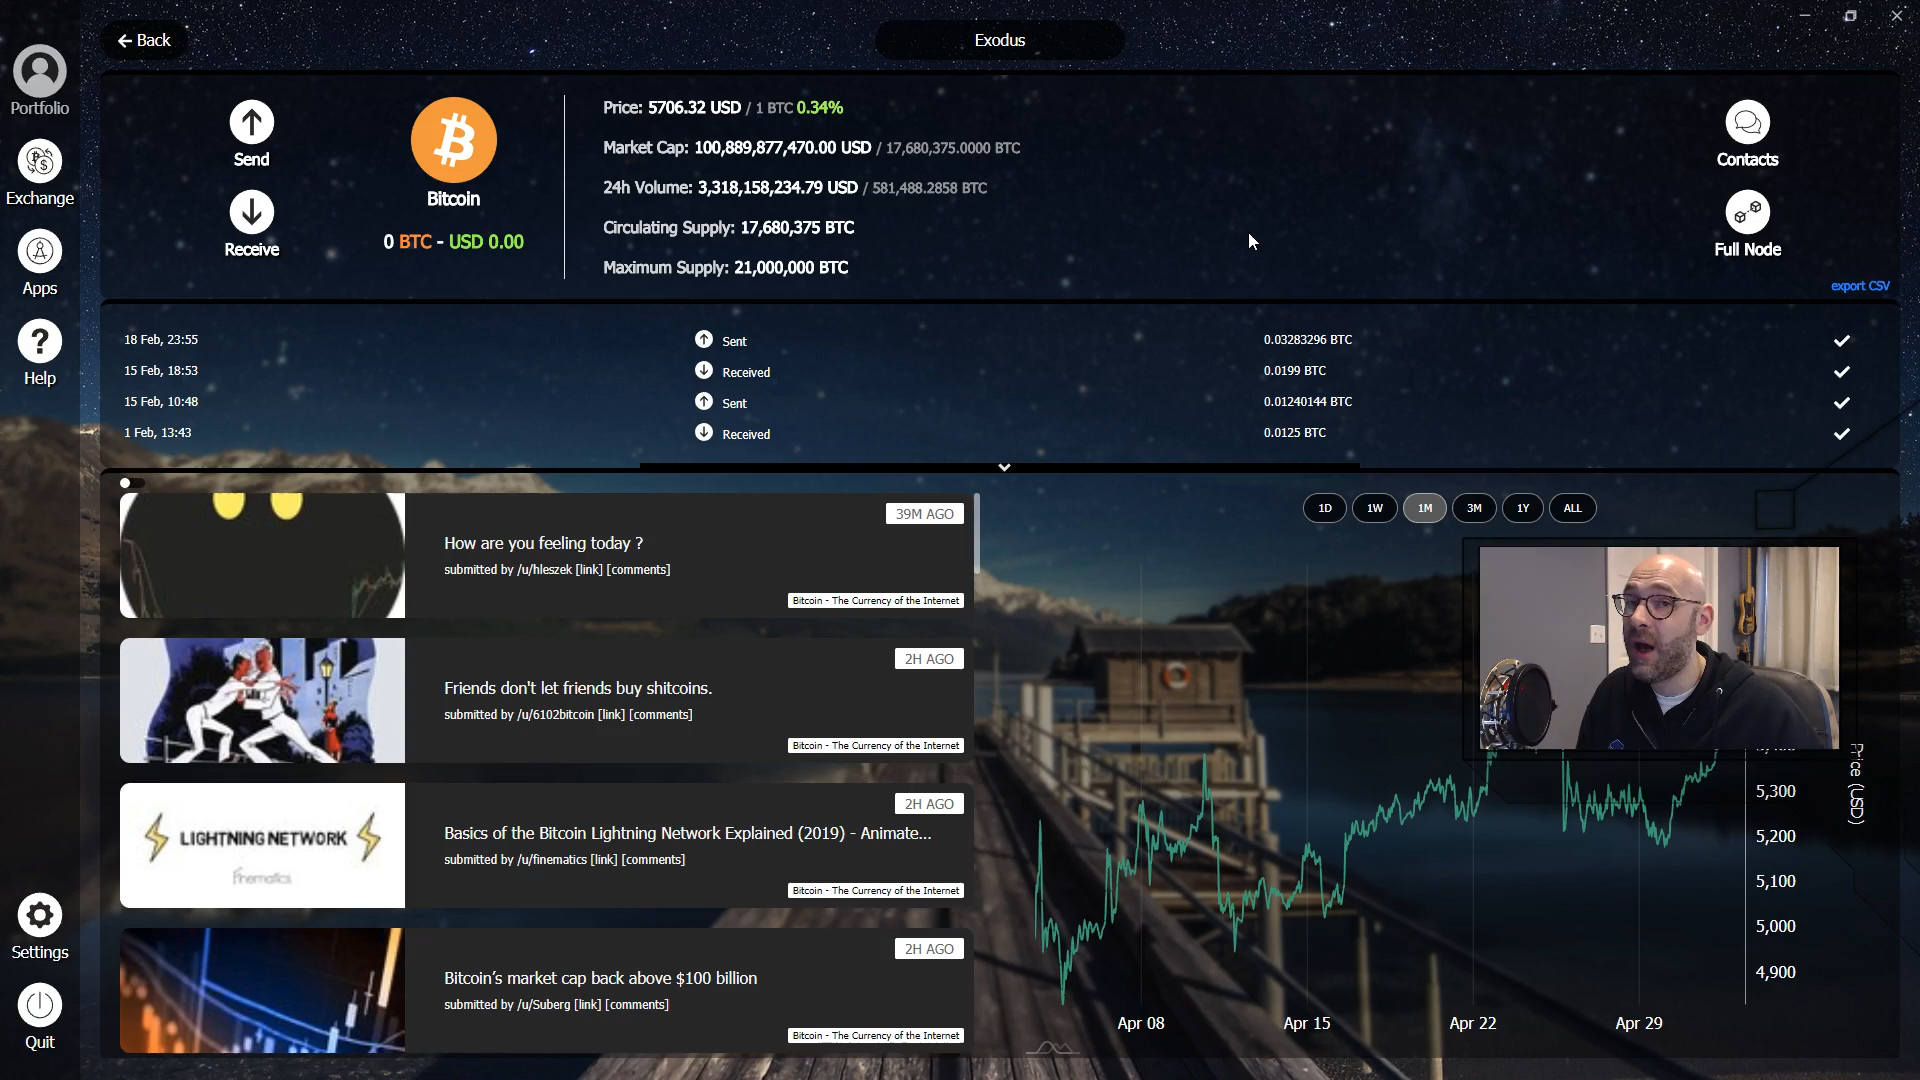 ← Back
Exodus
Portfolio
Exchange
Apps
Help
Settings
Quit
Send
Receive
Bitcoin
0 BTC - USD 0.00
Price: 5706.32 USD / 1 BTC 0.34%
Market Cap: 100,889,877,470.00 USD / 17,680,375.0000 BTC
24h Volume: 3,318,158,234.79 USD / 581,488.2858 BTC
Circulating Supply: 17,680,375 BTC
Maximum Supply: 21,000,000 BTC
Contacts
Full Node
export CSV
18 Feb, 23:55 Sent 0.03283296 BTC
15 Feb, 18:53 Received 0.0199 BTC
15 Feb, 10:48 Sent 0.01240144 BTC
1 Feb, 13:43 Received 0.0125 BTC
39M AGO
How are you feeling today ?
submitted by /u/hleszek [link] [comments]
Bitcoin - The Currency of the Internet
2H AGO
Friends don't let friends buy shitcoins.
submitted by /u/6102bitcoin [link] [comments]
Bitcoin - The Currency of the Internet
LIGHTNING NETWORK
finematics
2H AGO
Basics of the Bitcoin Lightning Network Explained (2019) - Animate...
submitted by /u/finematics [link] [comments]
Bitcoin - The Currency of the Internet
2H AGO
Bitcoin’s market cap back above $100 billion
submitted by /u/Suberg [link] [comments]
Bitcoin - The Currency of the Internet
1D 1W 1M 3M 1Y ALL
Price (USD)
5,300
5,200
5,100
5,000
4,900
Apr 08 Apr 15 Apr 22 Apr 29